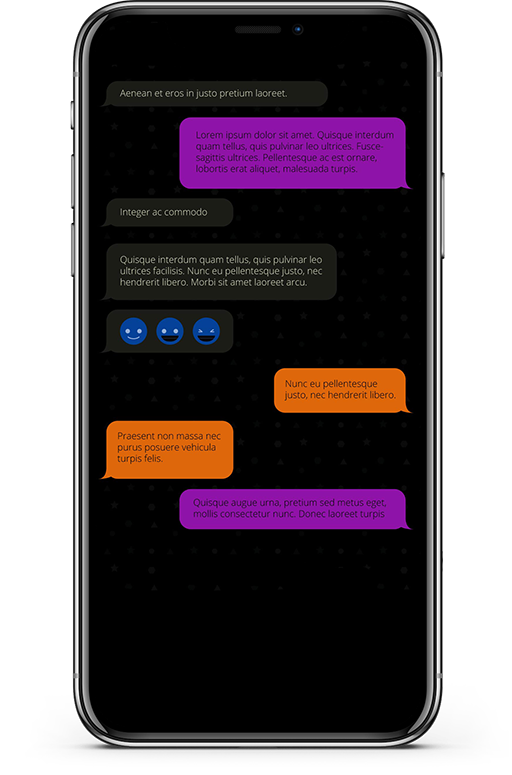 Aenean et eros in justo pretium laoreet.
Lorem ipsum dolor sit amet. Quisque interdum
quam tellus, quis pulvinar leo ultrices. Fusce-
sagittis ultrices. Pellentesque ac est ornare,
lobortis erat aliquet, malesuada turpis.
Integer ac commodo
Quisque interdum quam tellus, quis pulvinar leo
ultrices facilisis. Nunc eu pellentesque justo, nec
hendrerit libero. Morbi sit amet laoreet arcu.
Nunc eu pellentesque
justo, nec hendrerit libero.
Praesent non massa nec
purus posuere vehicula
turpis felis.
Quisque augue urna, pretium sed metus eget,
mollis consectetur nunc. Donec laoreet turpis